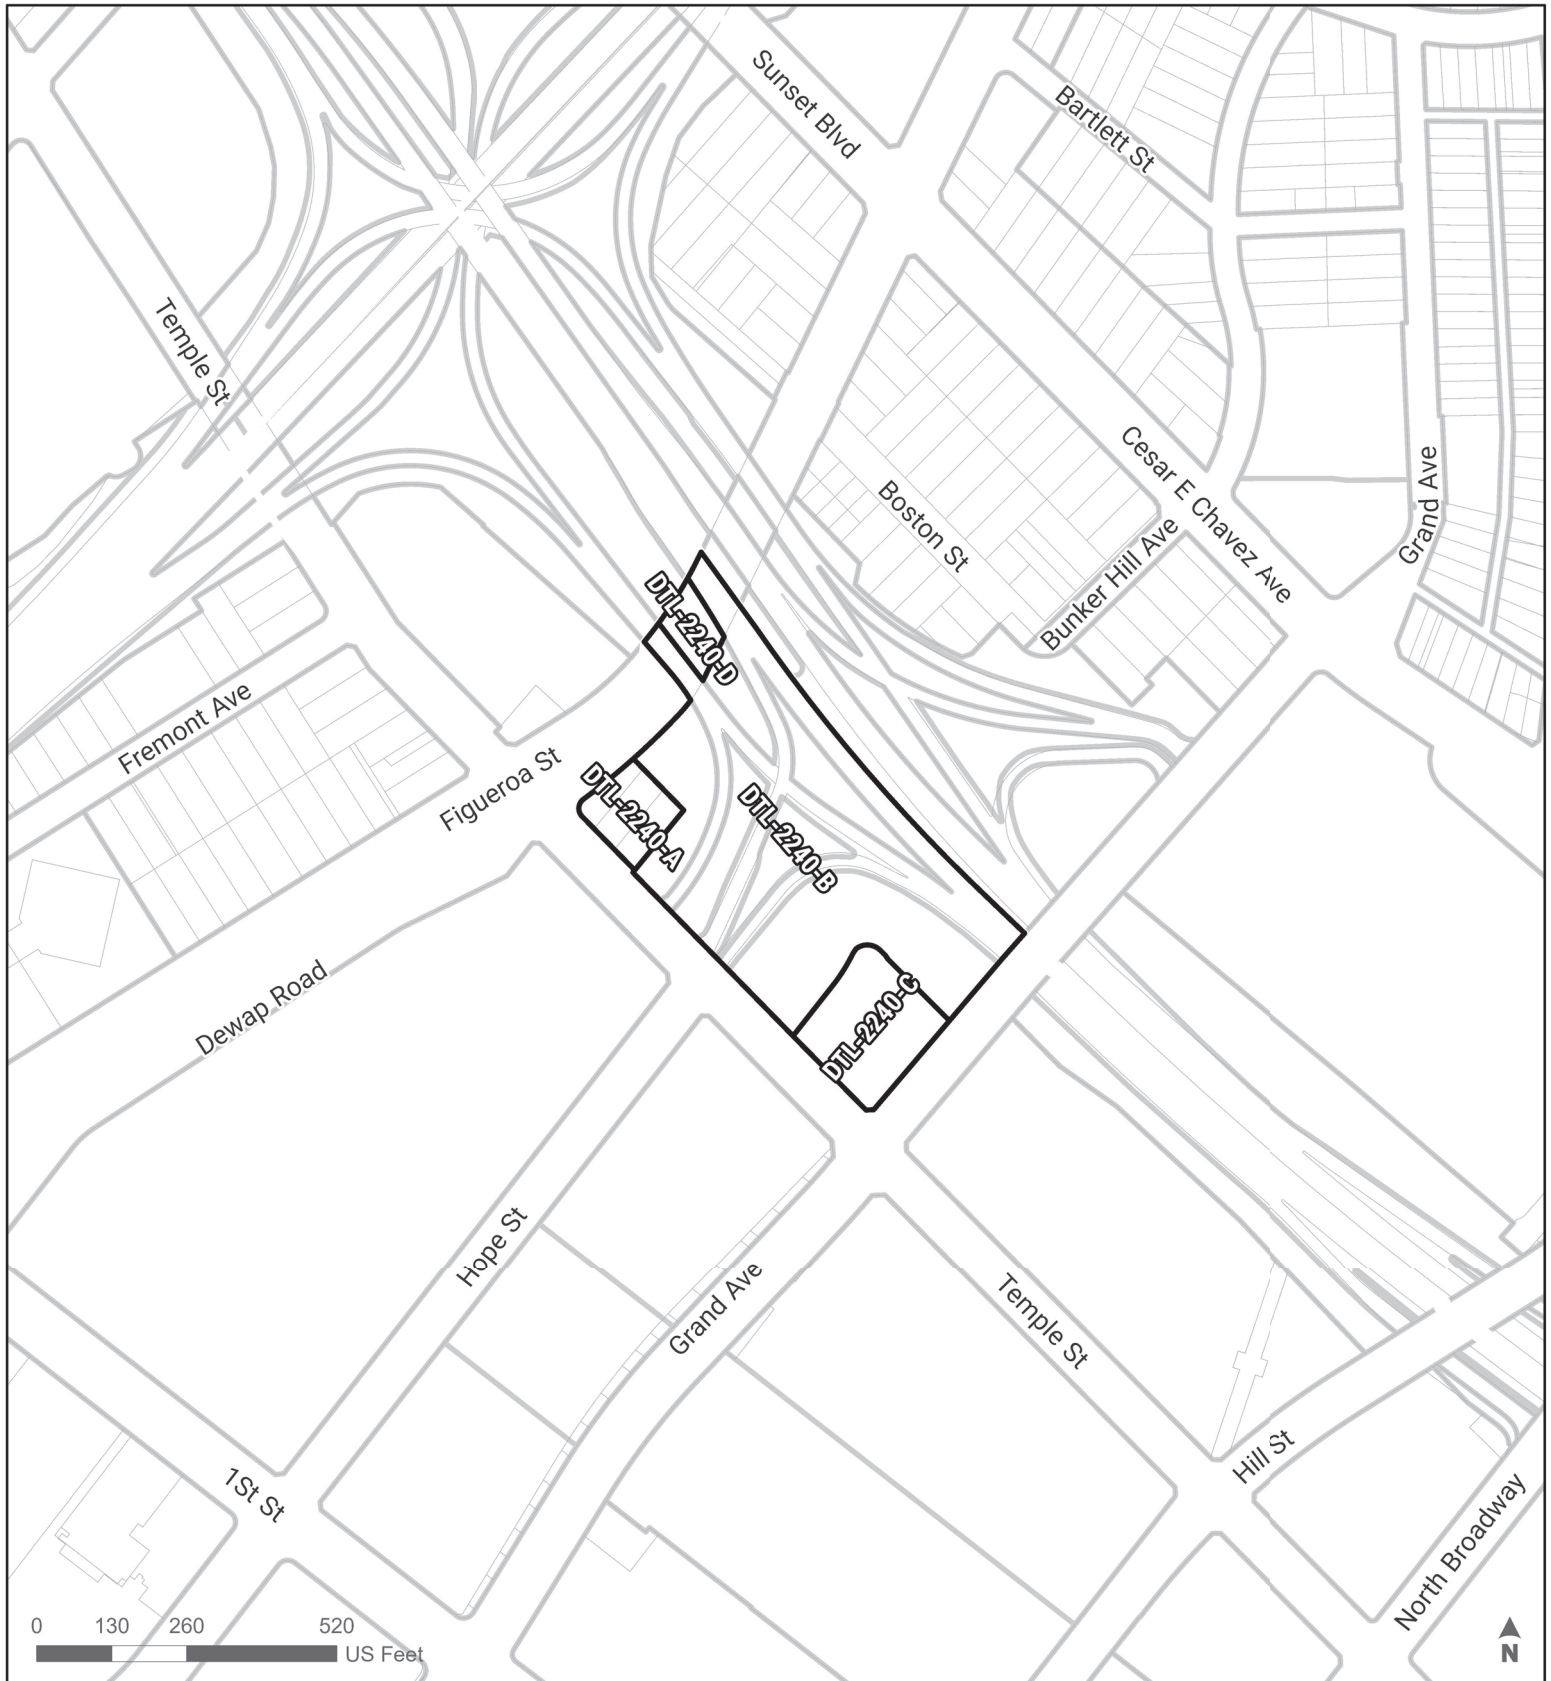 Sunset Blvd
Bartlett St
Temple St
Cesar E Chavez Ave
Grand Ave
Boston St
Bunker Hill Ave
DTL-2240-D
Fremont Ave
Figueroa St
DTL-2240-A
DTL-2240-B
DTL-2240-C
Dewap Road
Hope St
Grand Ave
Temple St
Hill St
1St St
North Broadway
0 130 260 520
US Feet
N